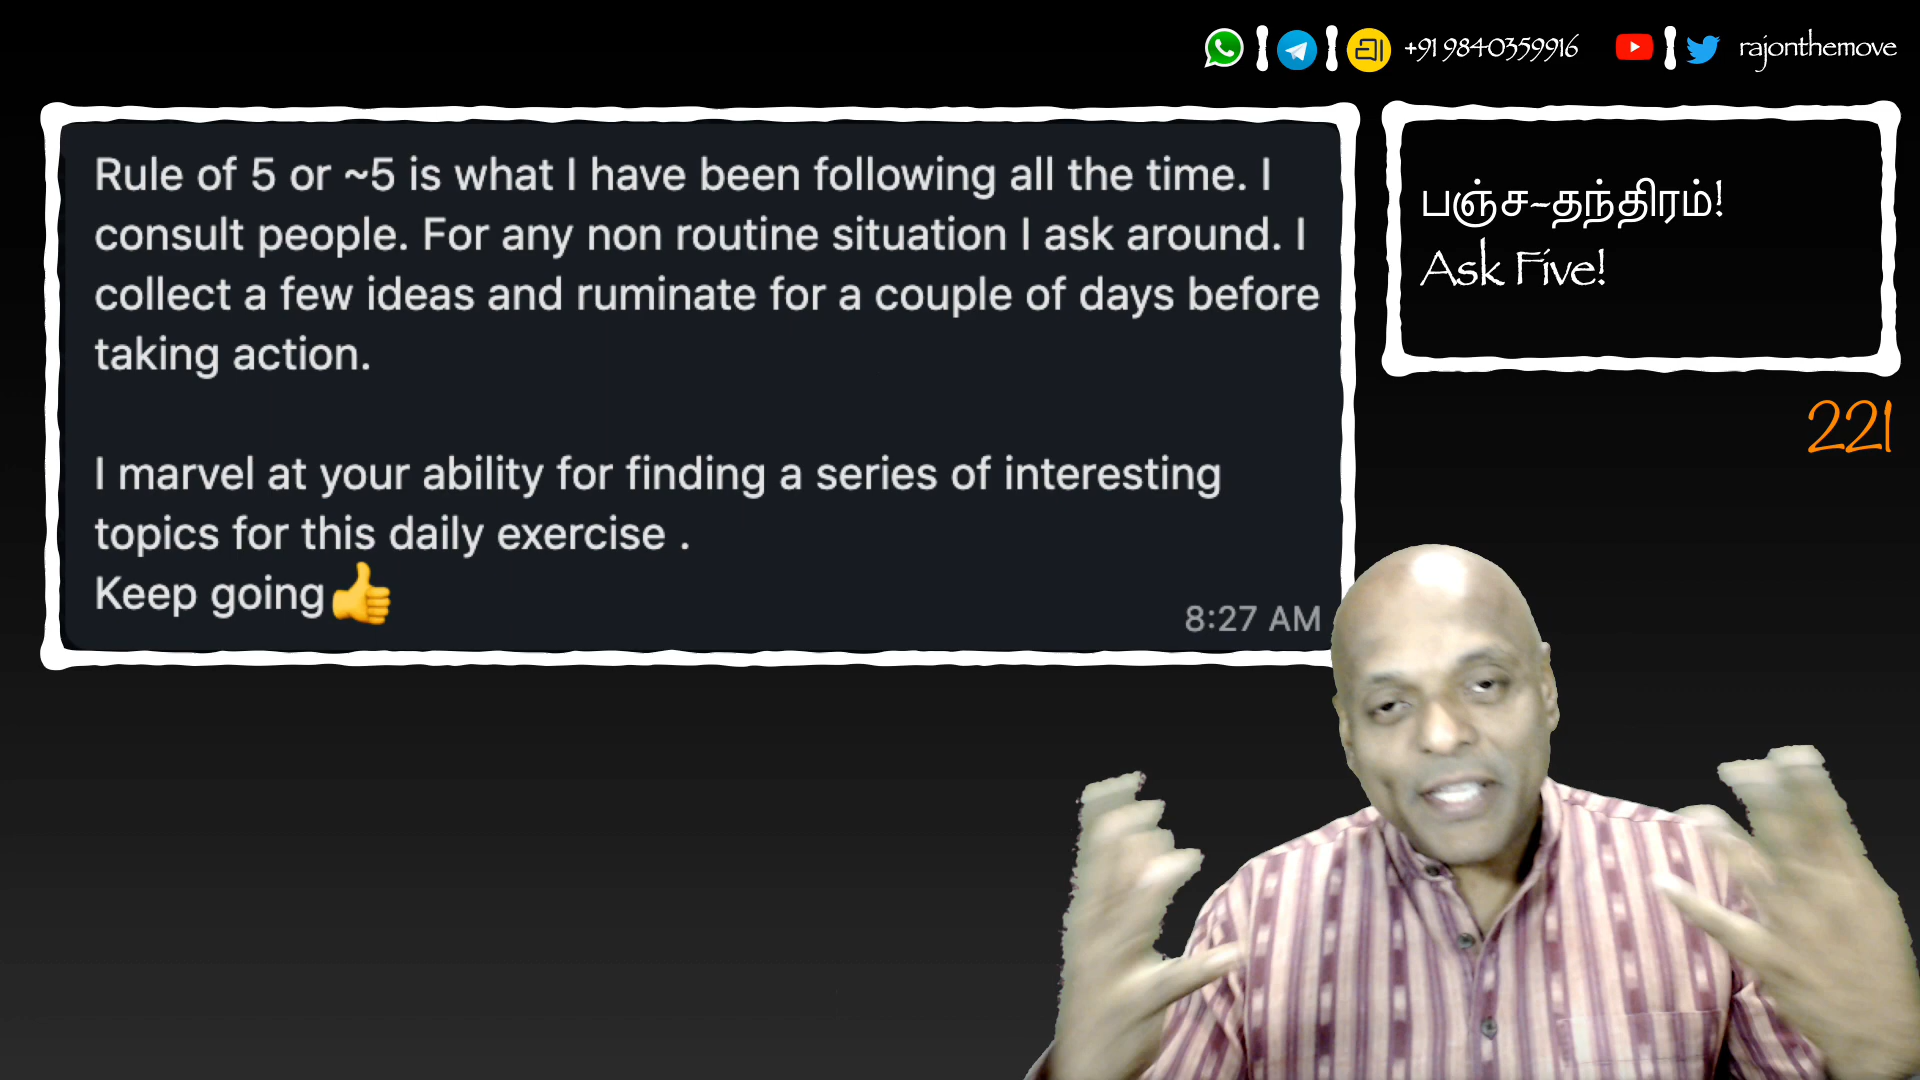 +91 9840359916 rajonthemove
Rule of 5 or ~5 is what I have been following all the time. I
consult people. For any non routine situation I ask around. I
collect a few ideas and ruminate for a couple of days before
taking action.
I marvel at your ability for finding a series of interesting
topics for this daily exercise .
Keep going👍
8:27 AM
பஞ்ச-தந்திரம்!
Ask Five!
221